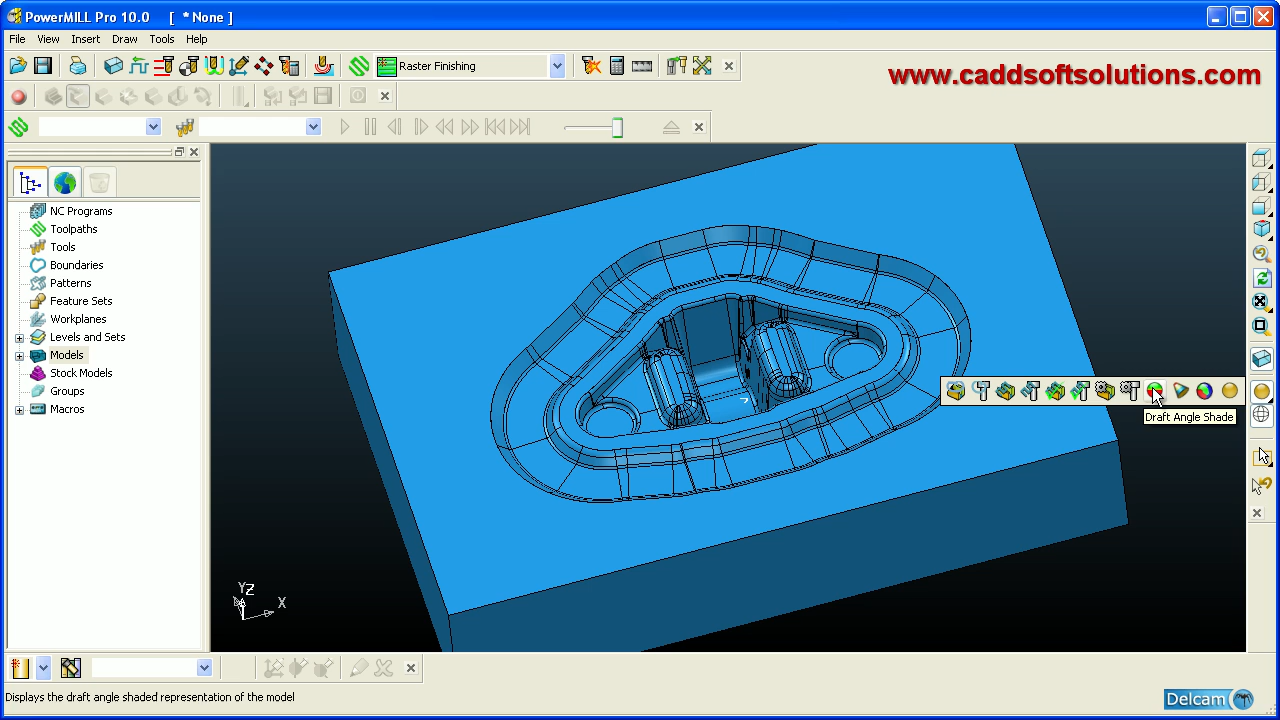 PowerMILL Pro 10.0 [ * None ]
File View Insert Draw Tools Help
Raster Finishing
www.caddsoftsolutions.com
NC Programs
Toolpaths
Tools
Boundaries
Patterns
Feature Sets
Workplanes
Levels and Sets
Models
Stock Models
Groups
Macros
Draft Angle Shade
Y Z
X
Displays the draft angle shaded representation of the model
Delcam